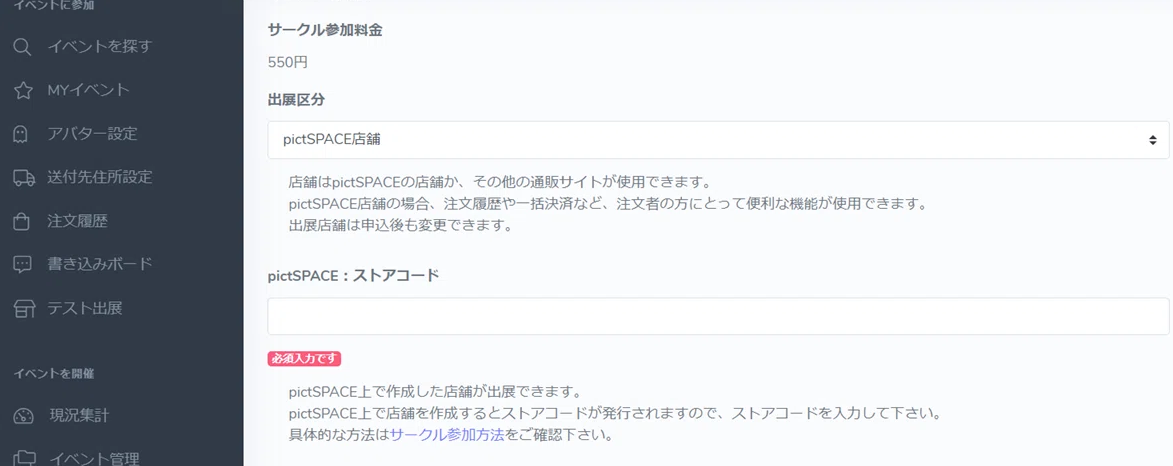 イベントに参加
イベントを探す
MYイベント
アバター設定
送付先住所設定
注文履歴
書き込みボード
テスト出展
イベントを開催
現況集計
イベント管理
サークル参加料金
550円
出展区分
pictSPACE店舗
店舗はpictSPACEの店舗か、その他の通販サイトが使用できます。
pictSPACE店舗の場合、注文履歴や一括決済など、注文者の方にとって便利な機能が使用できます。
出展店舗は申込後も変更できます。
pictSPACE：ストアコード
必須入力です
pictSPACE上で作成した店舗が出展できます。
pictSPACE上で店舗を作成するとストアコードが発行されますので、ストアコードを入力して下さい。
具体的な方法はサークル参加方法をご確認下さい。